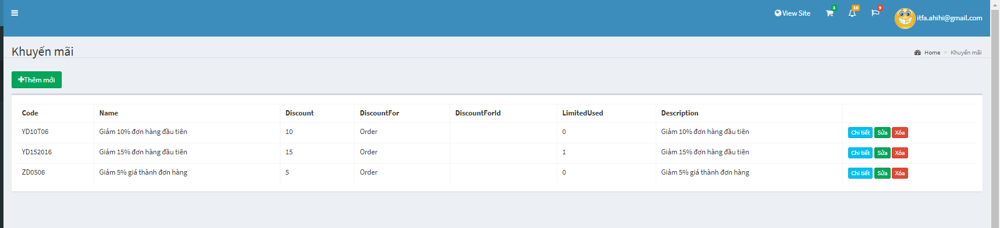 View Site 3 10 9 itfa.ahihi@gmail.com
Khuyến mãi
Home > Khuyến mãi
Thêm mới
Code Name Discount DiscountFor DiscountForId LimitedUsed Description
YD10T06 Giảm 10% đơn hàng đầu tiên 10 Order 0 Giảm 10% đơn hàng đầu tiên Chi tiết Sửa Xóa
YD152016 Giảm 15% đơn hàng đầu tiên 15 Order 1 Giảm 15% đơn hàng đầu tiên Chi tiết Sửa Xóa
ZD0506 Giảm 5% giá thành đơn hàng 5 Order 0 Giảm 5% giá thành đơn hàng Chi tiết Sửa Xóa